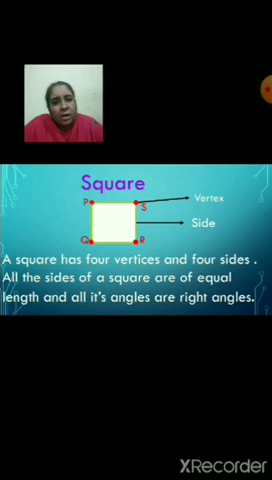 Square
P
S
Vertex
Side
Q
R
A square has four vertices and four sides .
All the sides of a square are of equal
length and all it's angles are right angles.
XRecorder